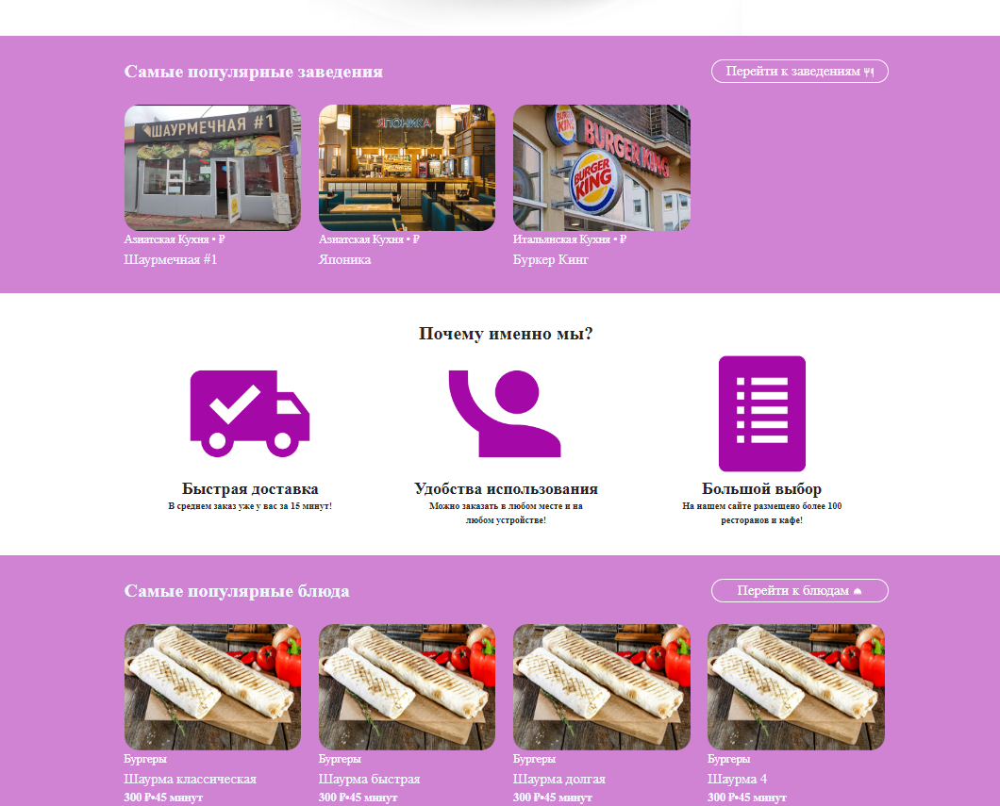 Самые популярные заведения
Перейти к заведениям
ШАУРМЕЧНАЯ #1
ЯПОНИКА
BURGER KING
BURGER
KING
BURGER
KING
Азиатская Кухня • ₽
Азиатская Кухня • ₽
Итальянская Кухня • ₽
Шаурмечная #1
Японика
Буркер Кинг
Почему именно мы?
Быстрая доставка
В среднем заказ уже у вас за 15 минут!
Удобства использования
Можно заказать в любом месте и на
любом устройстве!
Большой выбор
На нашем сайте размещено более 100
ресторанов и кафе!
Самые популярные блюда
Перейти к блюдам
Бургеры
Бургеры
Бургеры
Бургеры
Шаурма классическая
Шаурма быстрая
Шаурма долгая
Шаурма 4
300 ₽•45 минут
300 ₽•45 минут
300 ₽•45 минут
300 ₽•45 минут